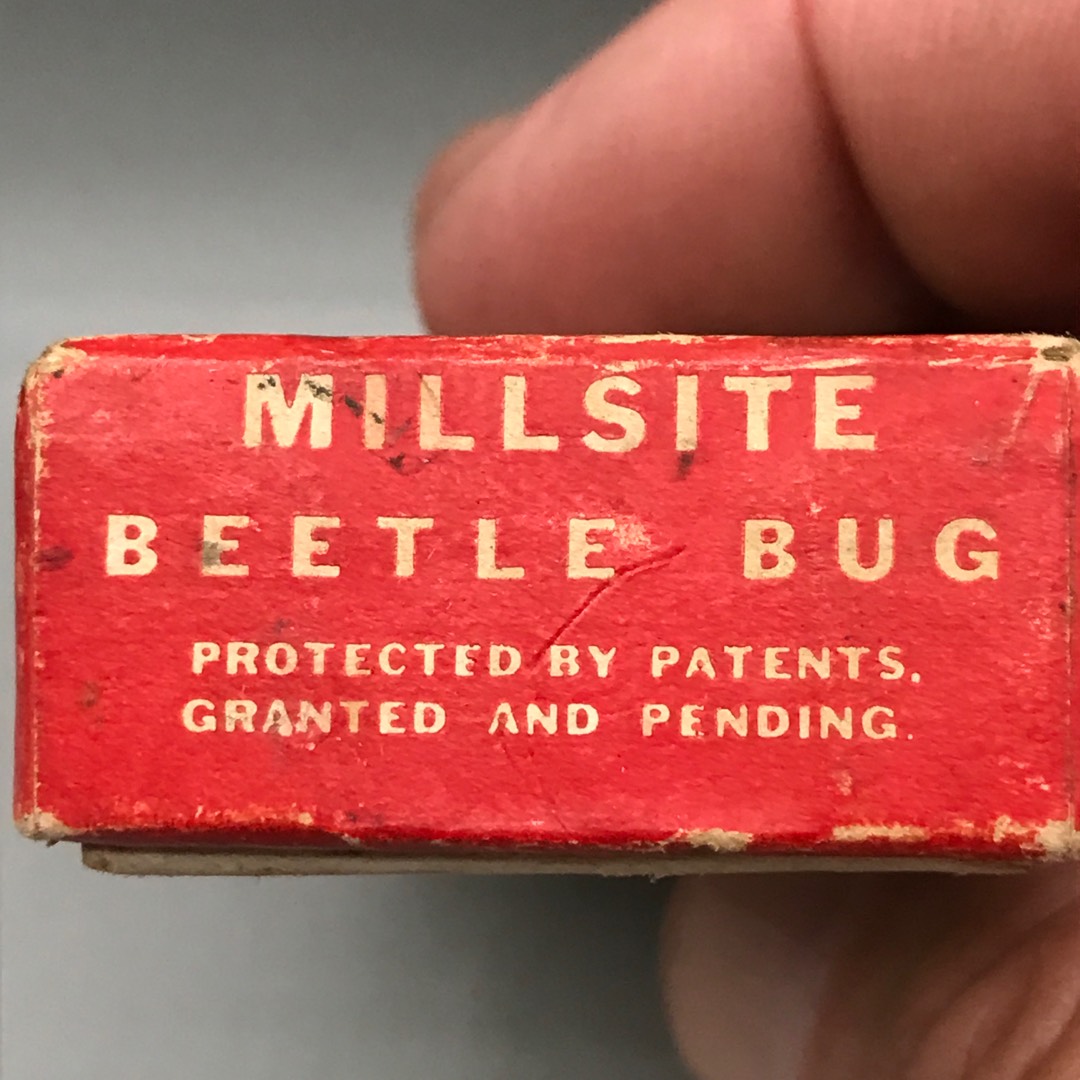 MILLSITE
BEETLE BUG
PROTECTED BY PATENTS.
GRANTED AND PENDING.